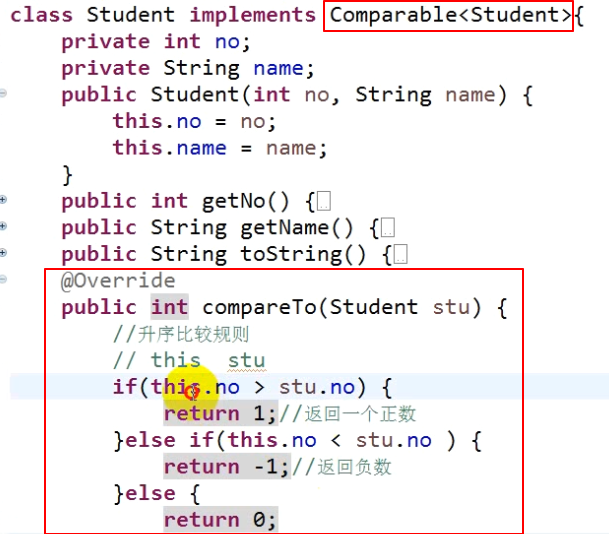 class Student implements Comparable<Student>{
private int no;
private String name;
public Student(int no, String name) {
this.no = no;
this.name = name;
}
public int getNo() {
public String getName() {
public String toString() {
@Override
public int compareTo(Student stu) {
//升序比较规则
// this stu
if(this.no > stu.no) {
return 1;//返回一个正数
}else if(this.no < stu.no ) {
return -1;//返回负数
}else {
return 0;